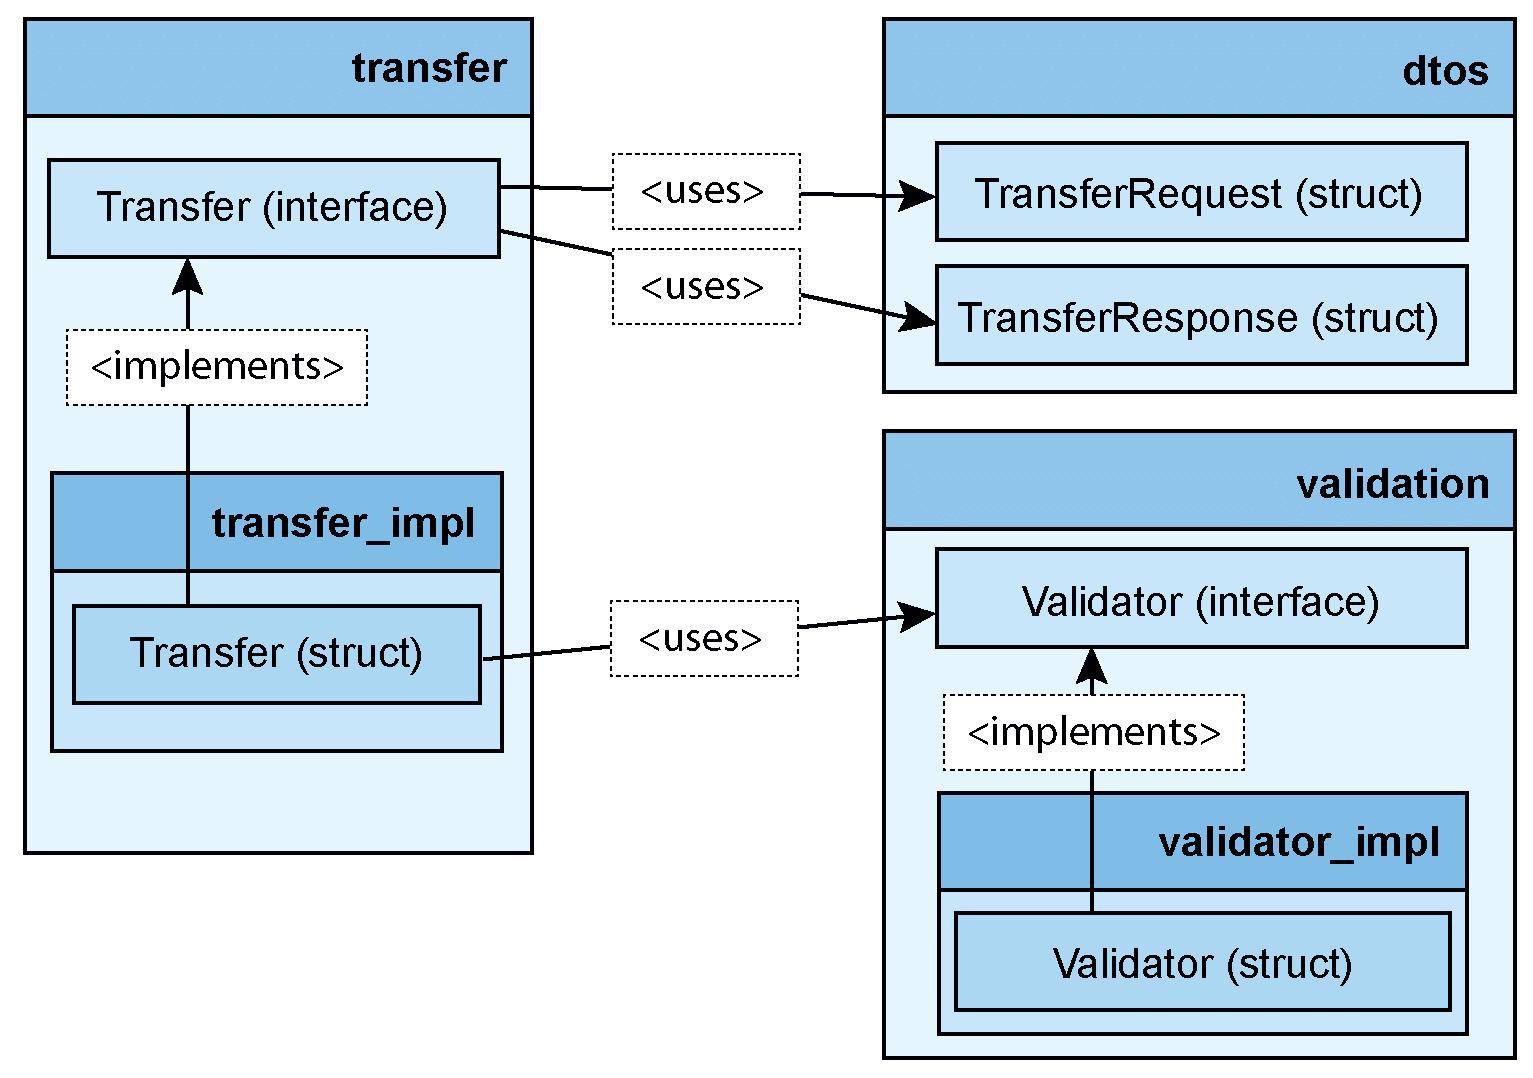 transfer
Transfer (interface)
<implements>
transfer_impl
Transfer (struct)
<uses>
<uses>
<uses>
dtos
TransferRequest (struct)
TransferResponse (struct)
validation
Validator (interface)
<implements>
validator_impl
Validator (struct)